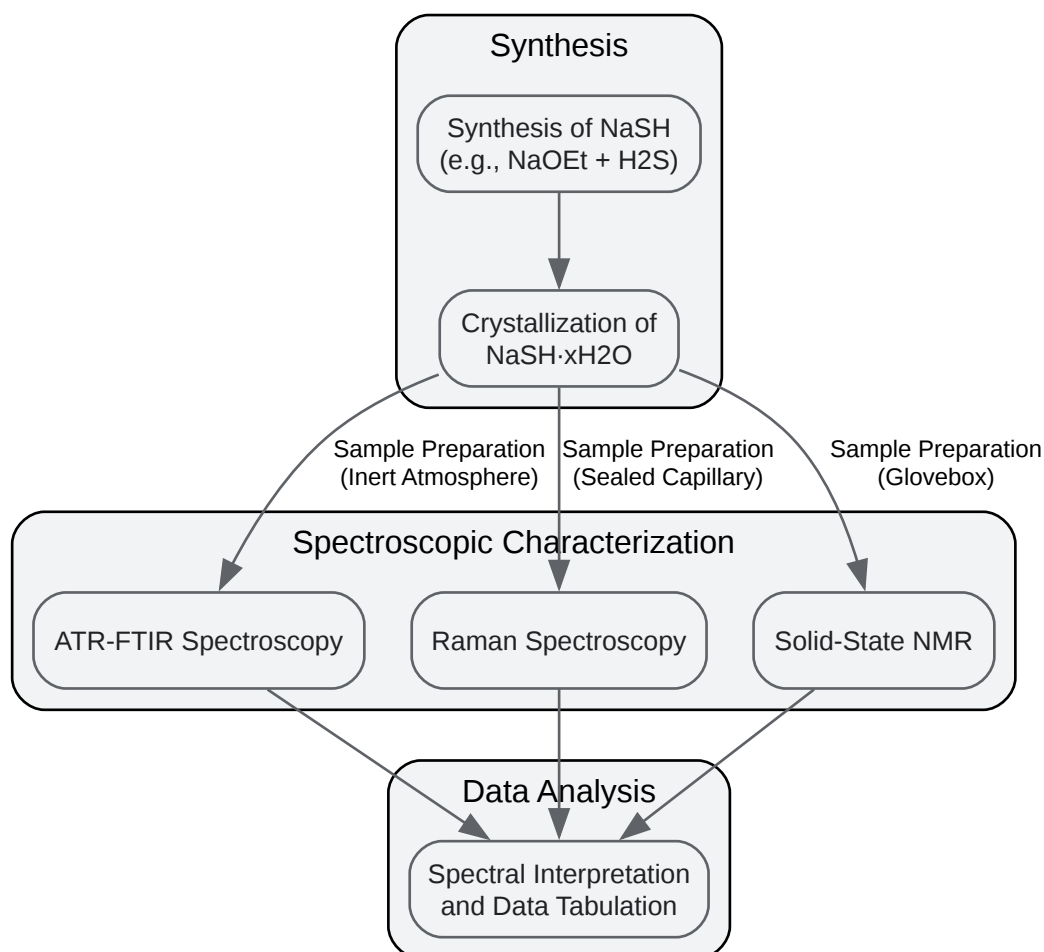 Synthesis
Synthesis of NaSH
(e.g., NaOEt + H2S)
Crystallization of
NaSH·xH2O
Sample Preparation
(Inert Atmosphere)
Sample Preparation
(Sealed Capillary)
Sample Preparation
(Glovebox)
Spectroscopic Characterization
ATR-FTIR Spectroscopy
Raman Spectroscopy
Solid-State NMR
Data Analysis
Spectral Interpretation
and Data Tabulation